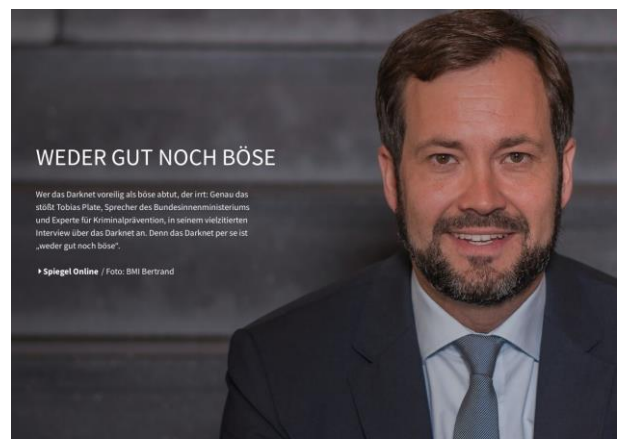 WEDER GUT NOCH BÖSE
Wer das Darknet voreilig als böse abtut, der irrt: Genau das
stößt Tobias Plate, Sprecher des Bundesinnenministeriums
und Experte für Kriminalprävention, in seinem vielzitierten
Interview über das Darknet an. Denn das Darknet per se ist
„weder gut noch böse“.
Spiegel Online / Foto: BMI Bertrand